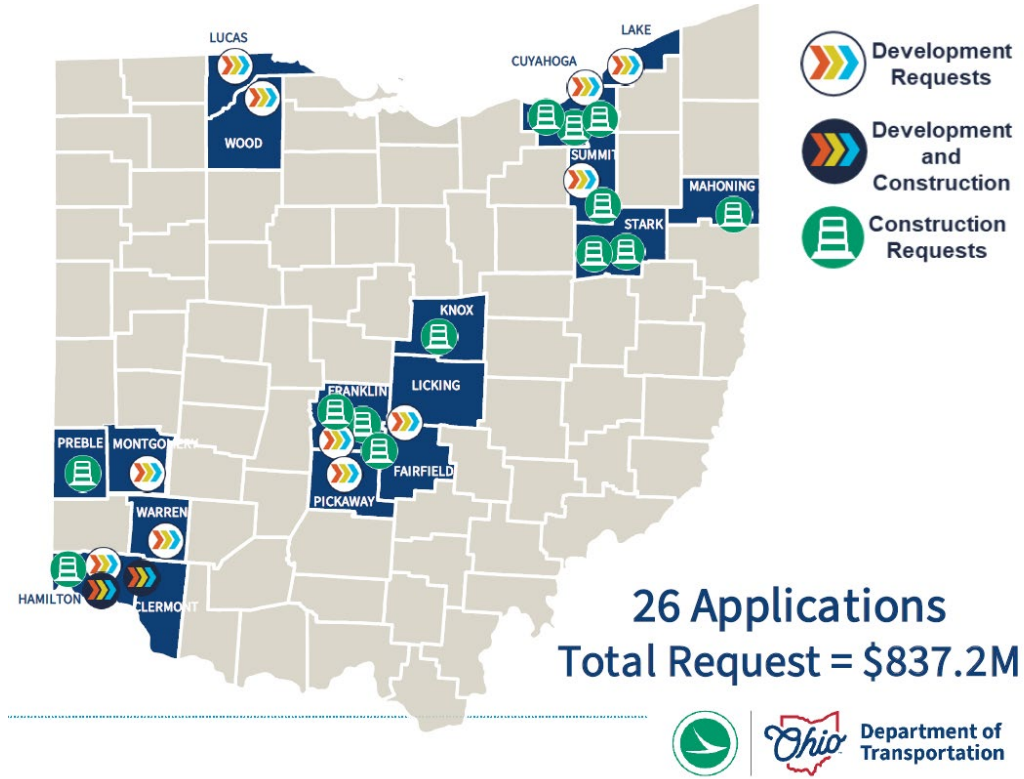 LUCAS
LAKE
CUYAHOGA
WOOD
SUMMIT
MAHONING
STARK
KNOX
LICKING
FRANKLIN
FAIRFIELD
PICKAWAY
PREBLE
MONTGOMERY
WARREN
HAMILTON
CLERMONT
Development
Requests
Development
and
Construction
Construction
Requests
26 Applications
Total Request = $837.2M
Ohio
Department of
Transportation